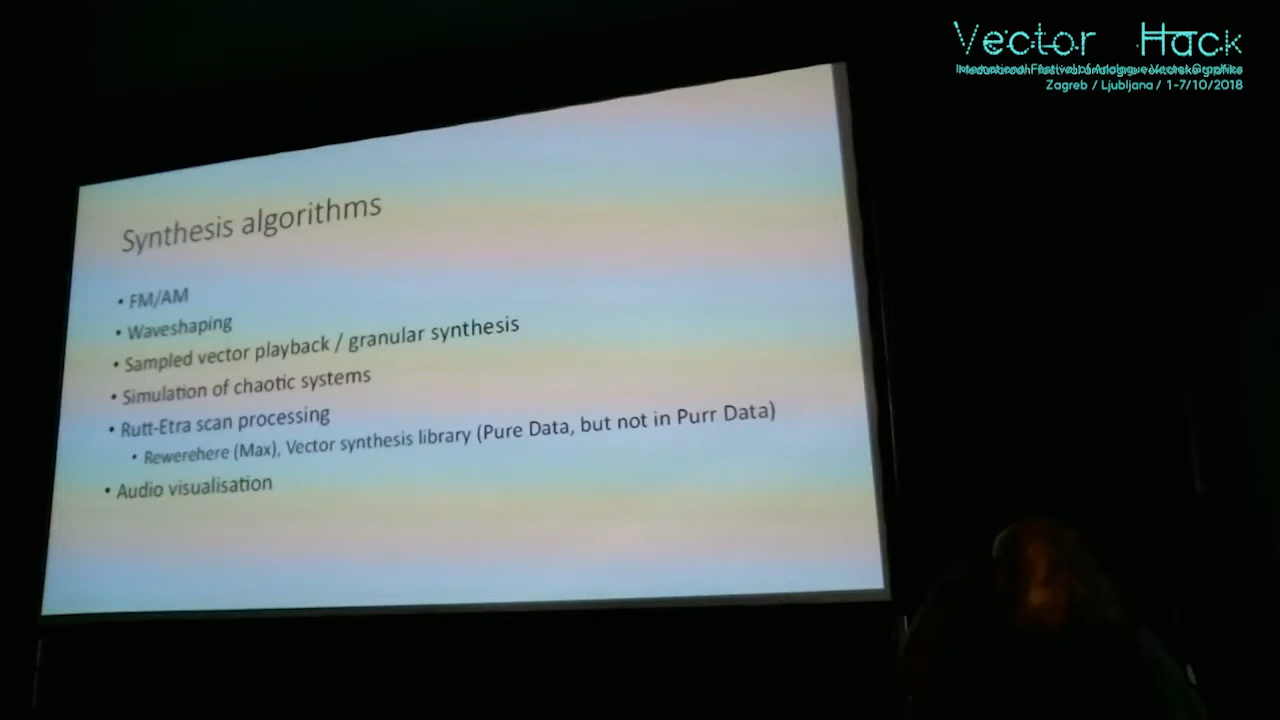 Vector Hack
Zagreb / Ljubljana / 1-7/10/2018
Synthesis algorithms
• FM/AM
• Waveshaping
• Sampled vector playback / granular synthesis
• Simulation of chaotic systems
• Rutt-Etra scan processing
• Rewerehere (Max), Vector synthesis library (Pure Data, but not in Purr Data)
• Audio visualisation